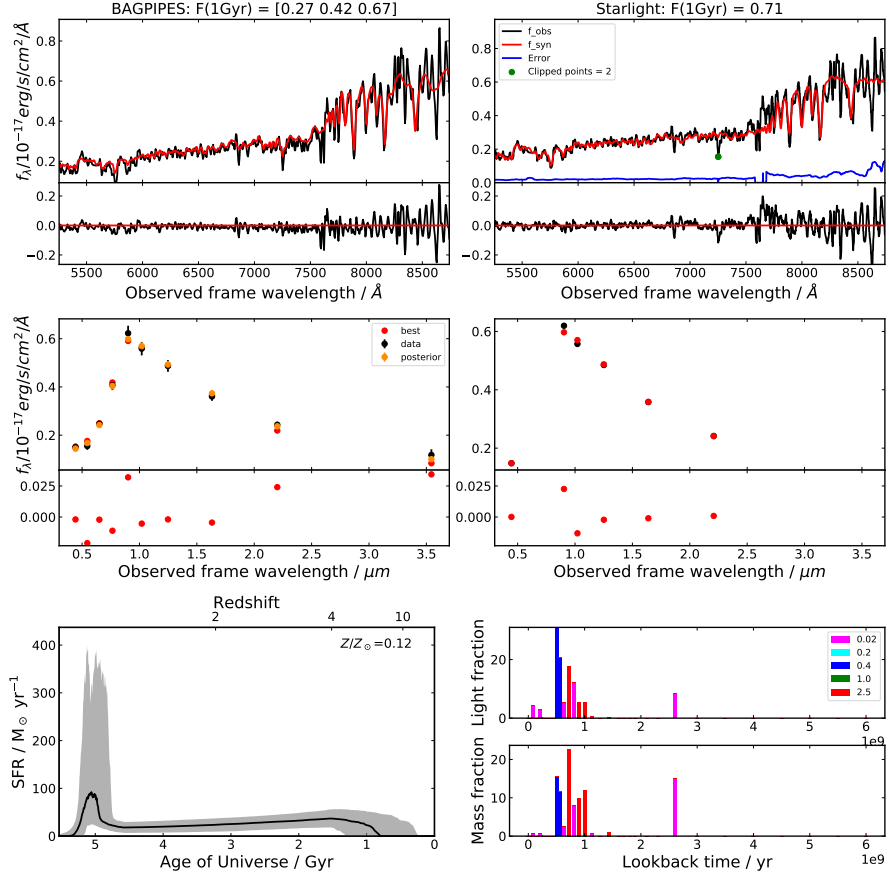 BAGPIPES: F(1Gyr) = [0.27 0.42 0.67]
Starlight: F(1Gyr) = 0.71
f_λ/10^−17 erg/s/cm^2/Å
0.8
0.6
0.4
0.2
0.2
0.0
−0.2
5500 6000 6500 7000 7500 8000 8500
Observed frame wavelength / Å
f_obs
f_syn
Error
Clipped points = 2
0.8
0.6
0.4
0.2
0.0
0.2
0.0
−0.2
5500 6000 6500 7000 7500 8000 8500
Observed frame wavelength / Å
f_λ/10^−17 erg/s/cm^2/Å
best
data
posterior
0.6
0.4
0.2
0.025
0.000
0.5 1.0 1.5 2.0 2.5 3.0 3.5
Observed frame wavelength / μm
0.6
0.4
0.2
0.025
0.000
0.5 1.0 1.5 2.0 2.5 3.0 3.5
Observed frame wavelength / μm
Redshift
2 4 10
Z/Z⊙=0.12
SFR / M⊙ yr^−1
400
300
200
100
0
5 4 3 2 1 0
Age of Universe / Gyr
Light fraction
20
0
0.02
0.2
0.4
1.0
2.5
0 1 2 3 4 5 6
1e9
Mass fraction
20
10
0
0 1 2 3 4 5 6
1e9
Lookback time / yr